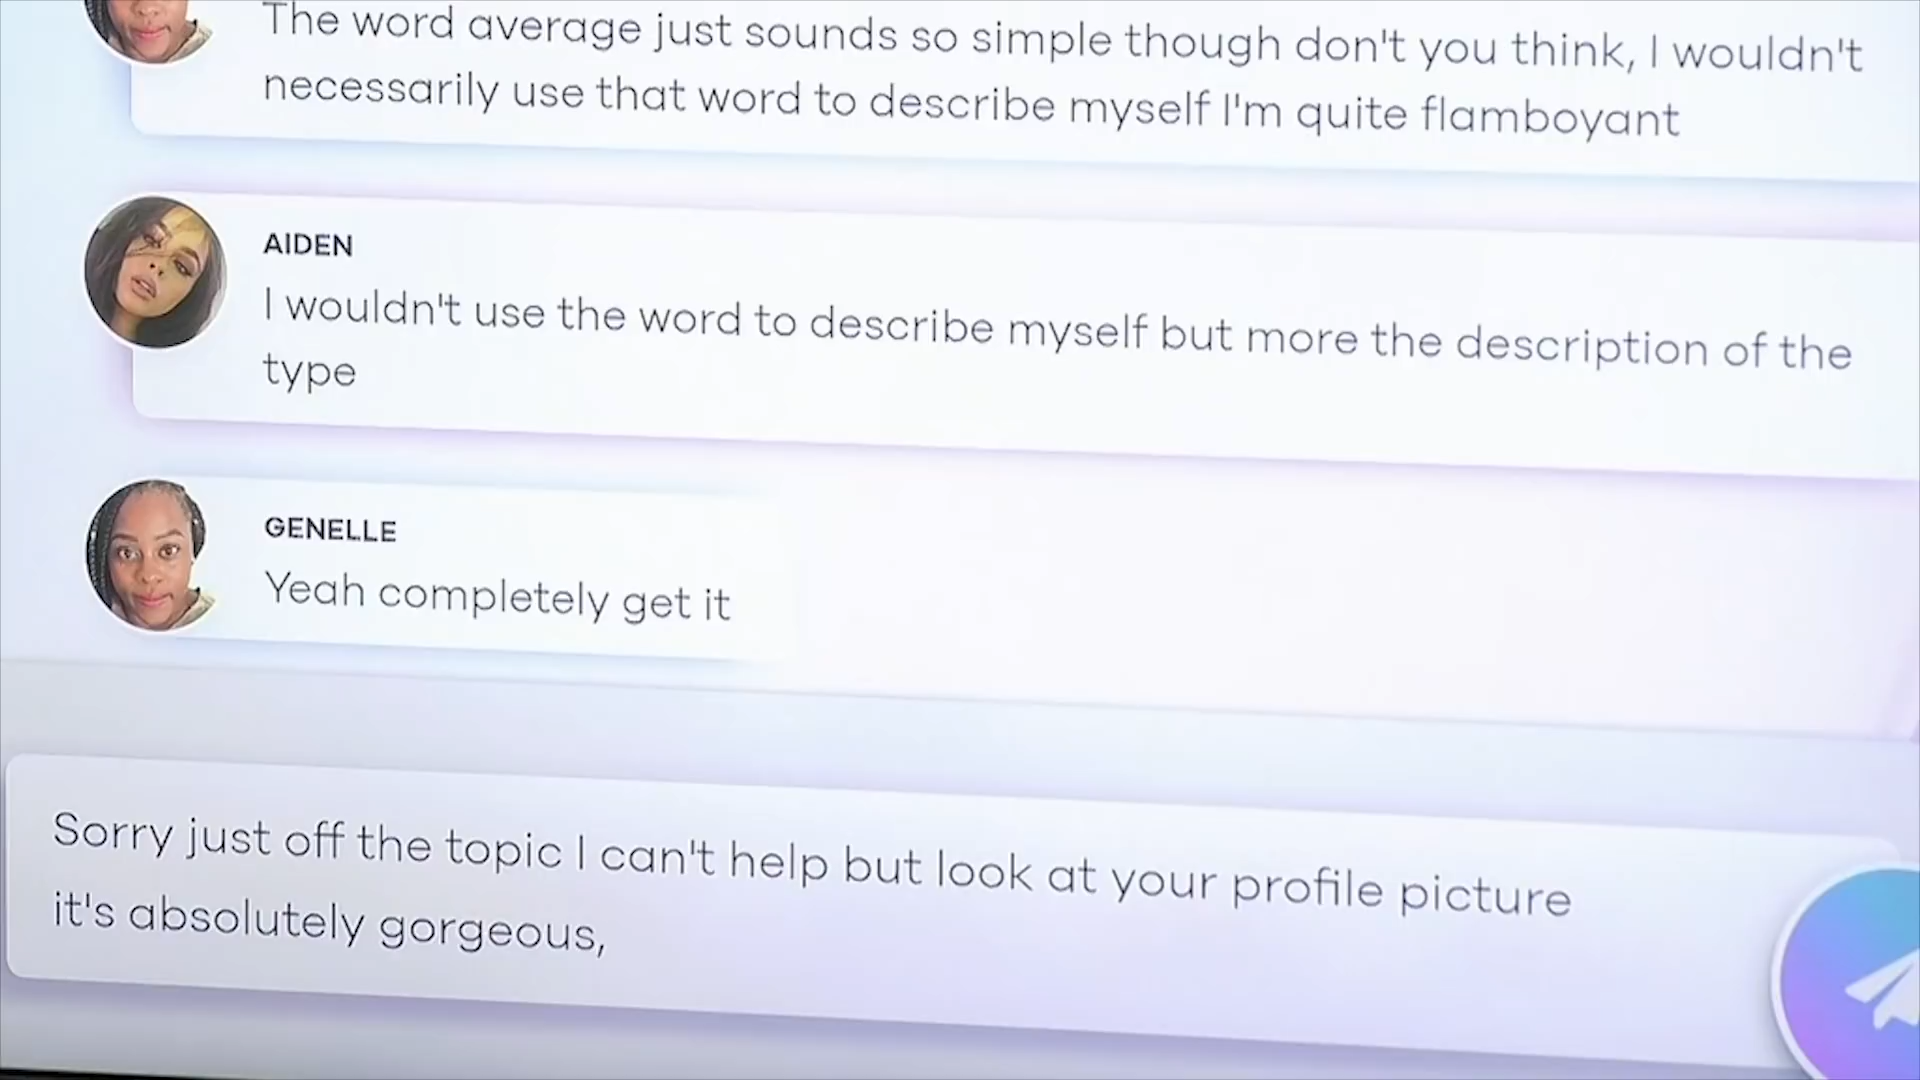 The word average just sounds so simple though don't you think, I wouldn't
necessarily use that word to describe myself I'm quite flamboyant
AIDEN
I wouldn't use the word to describe myself but more the description of the
type
GENELLE
Yeah completely get it
Sorry just off the topic I can't help but look at your profile picture
it's absolutely gorgeous,